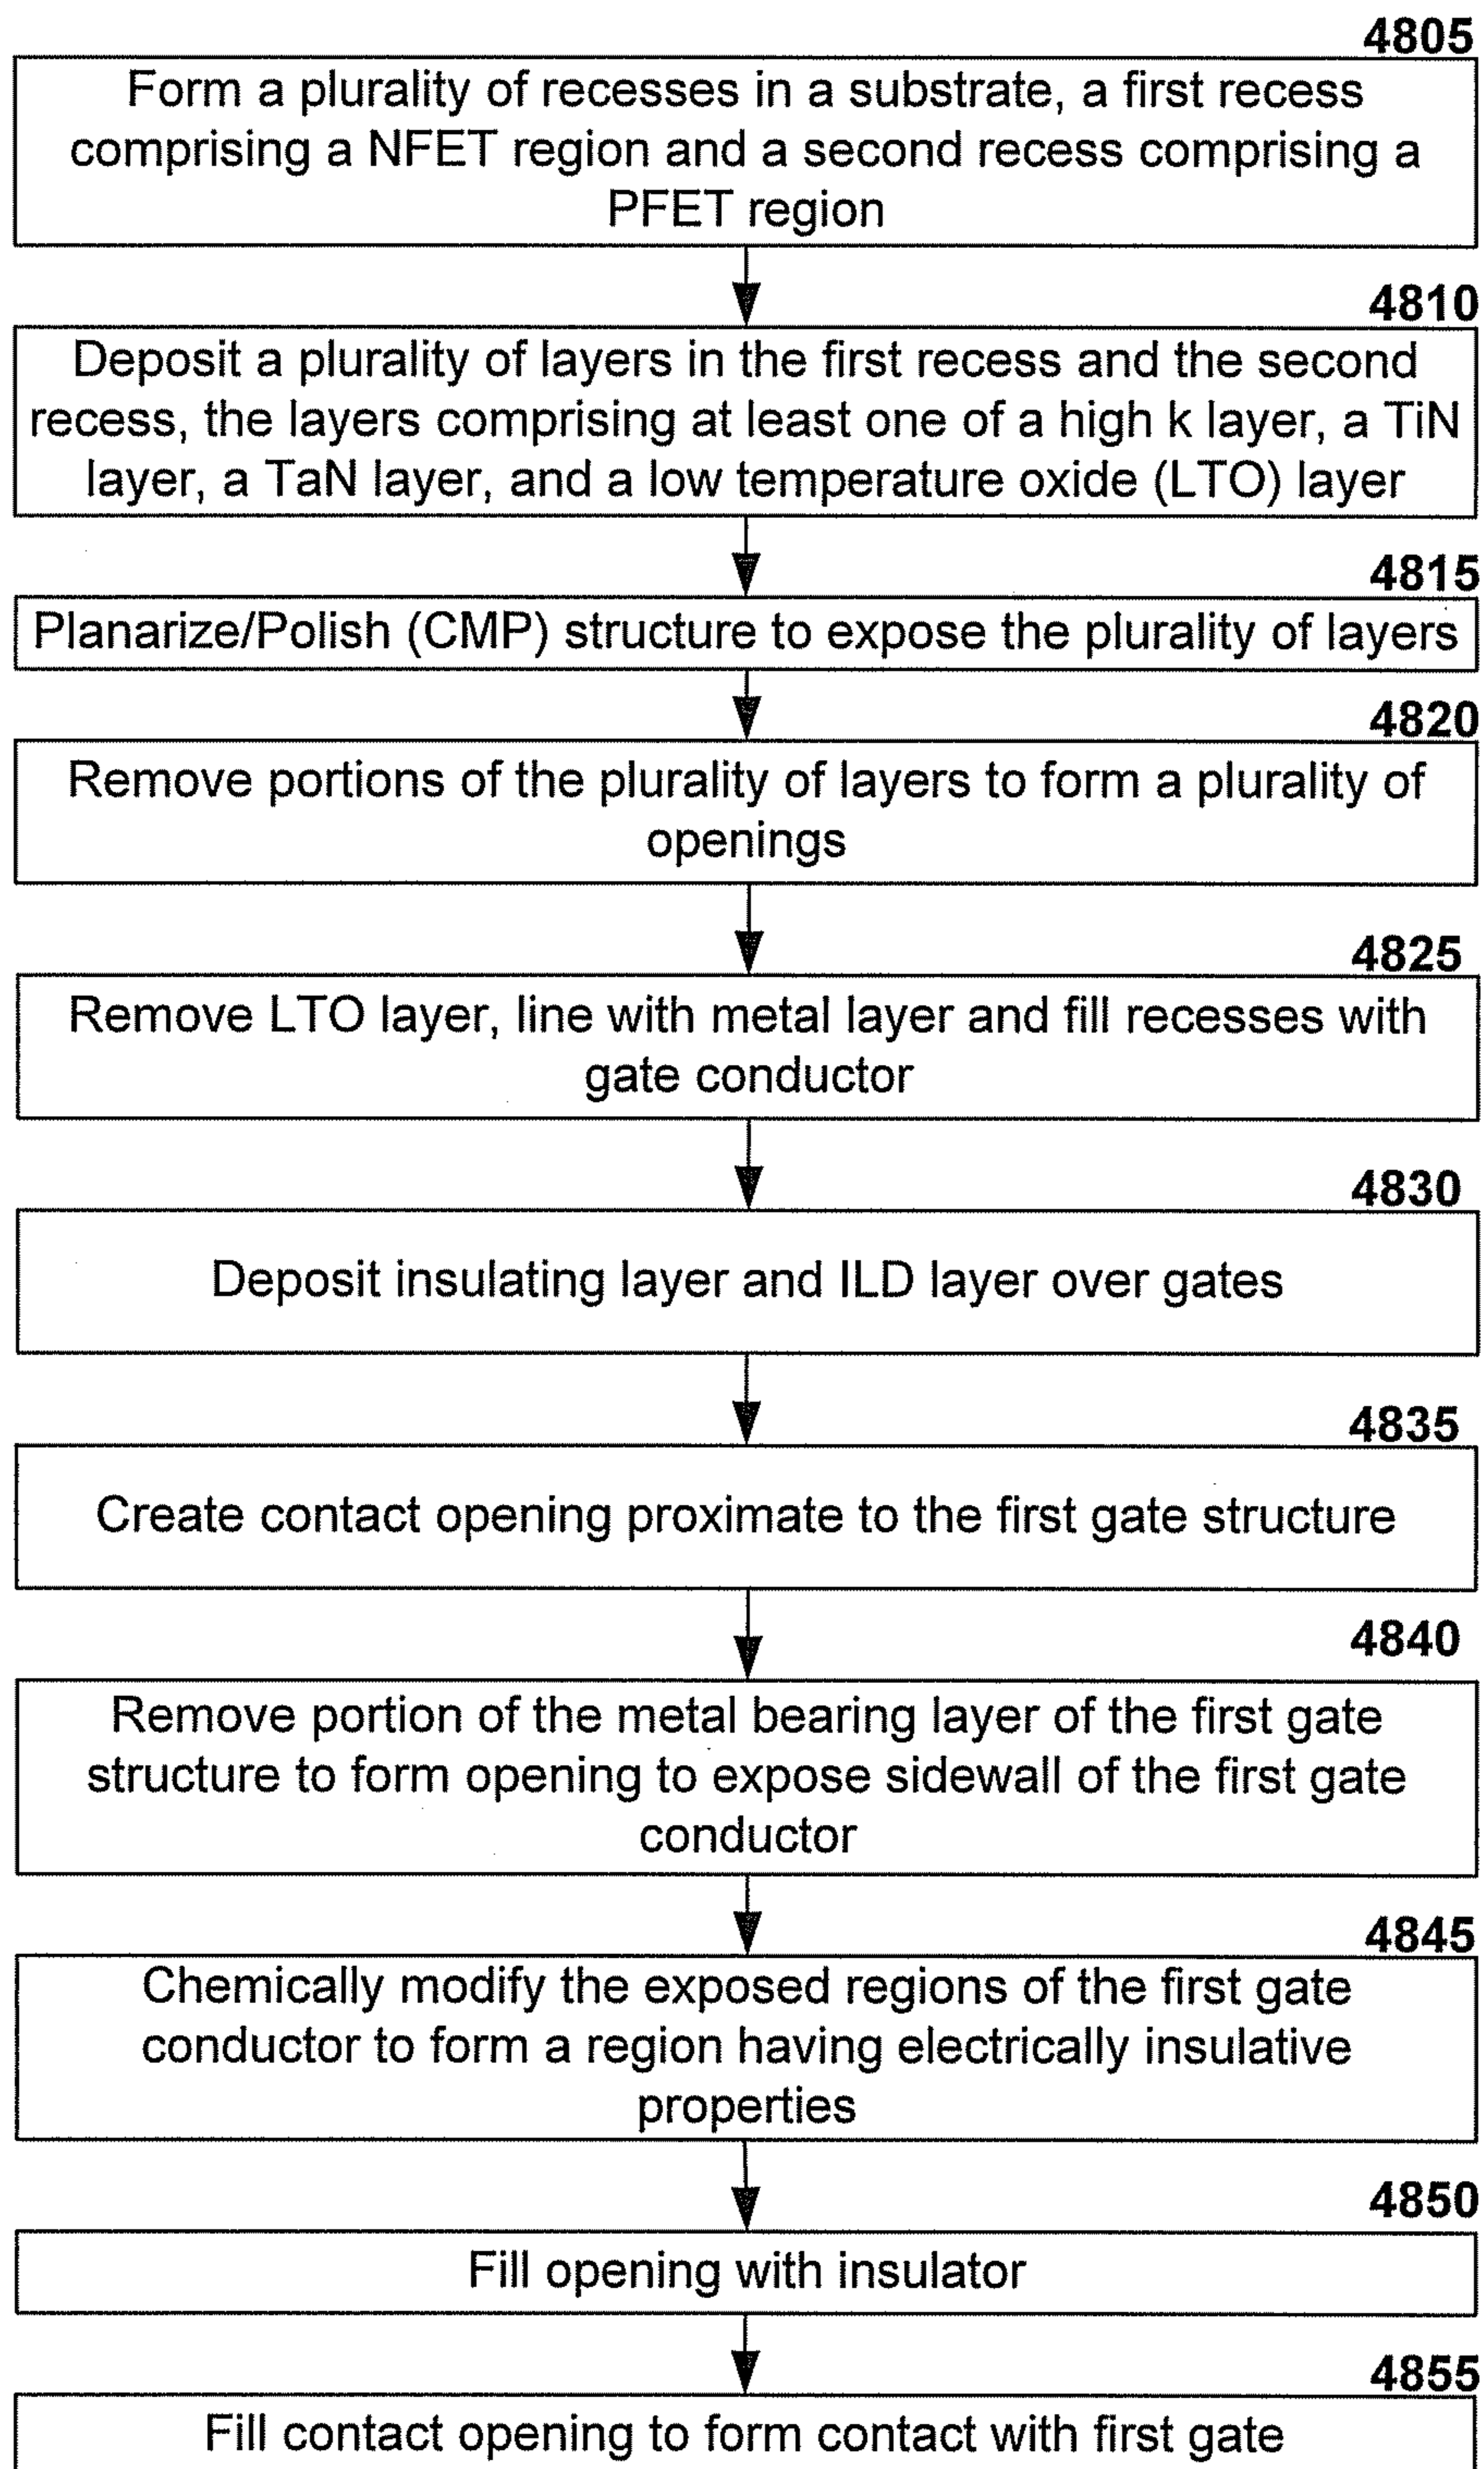 4805
Form a plurality of recesses in a substrate, a first recess
comprising a NFET region and a second recess comprising a
PFET region
4810
Deposit a plurality of layers in the first recess and the second
recess, the layers comprising at least one of a high k layer, a TiN
layer, a TaN layer, and a low temperature oxide (LTO) layer
4815
Planarize/Polish (CMP) structure to expose the plurality of layers
4820
Remove portions of the plurality of layers to form a plurality of
openings
4825
Remove LTO layer, line with metal layer and fill recesses with
gate conductor
4830
Deposit insulating layer and ILD layer over gates
4835
Create contact opening proximate to the first gate structure
4840
Remove portion of the metal bearing layer of the first gate
structure to form opening to expose sidewall of the first gate
conductor
4845
Chemically modify the exposed regions of the first gate
conductor to form a region having electrically insulative
properties
4850
Fill opening with insulator
4855
Fill contact opening to form contact with first gate